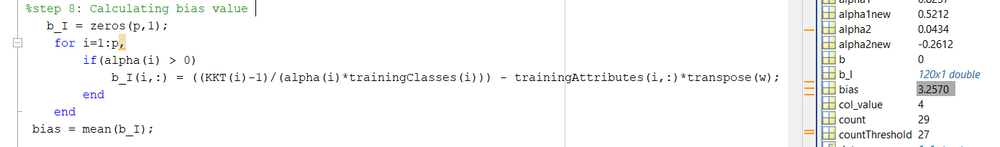 %step 8: Calculating bias value
b_I = zeros(p,1);
for i=1:p,
if(alpha(i) > 0)
b_I(i,:) = ((KKT(i)-1)/(alpha(i)*trainingClasses(i))) - trainingAttributes(i,:)*transpose(w);
end
end
bias = mean(b_I);
alpha1new 0.5212
alpha2 0.0434
alpha2new -0.2612
b 0
b_I 120x1 double
bias 3.2570
col_value 4
count 29
countThreshold 27